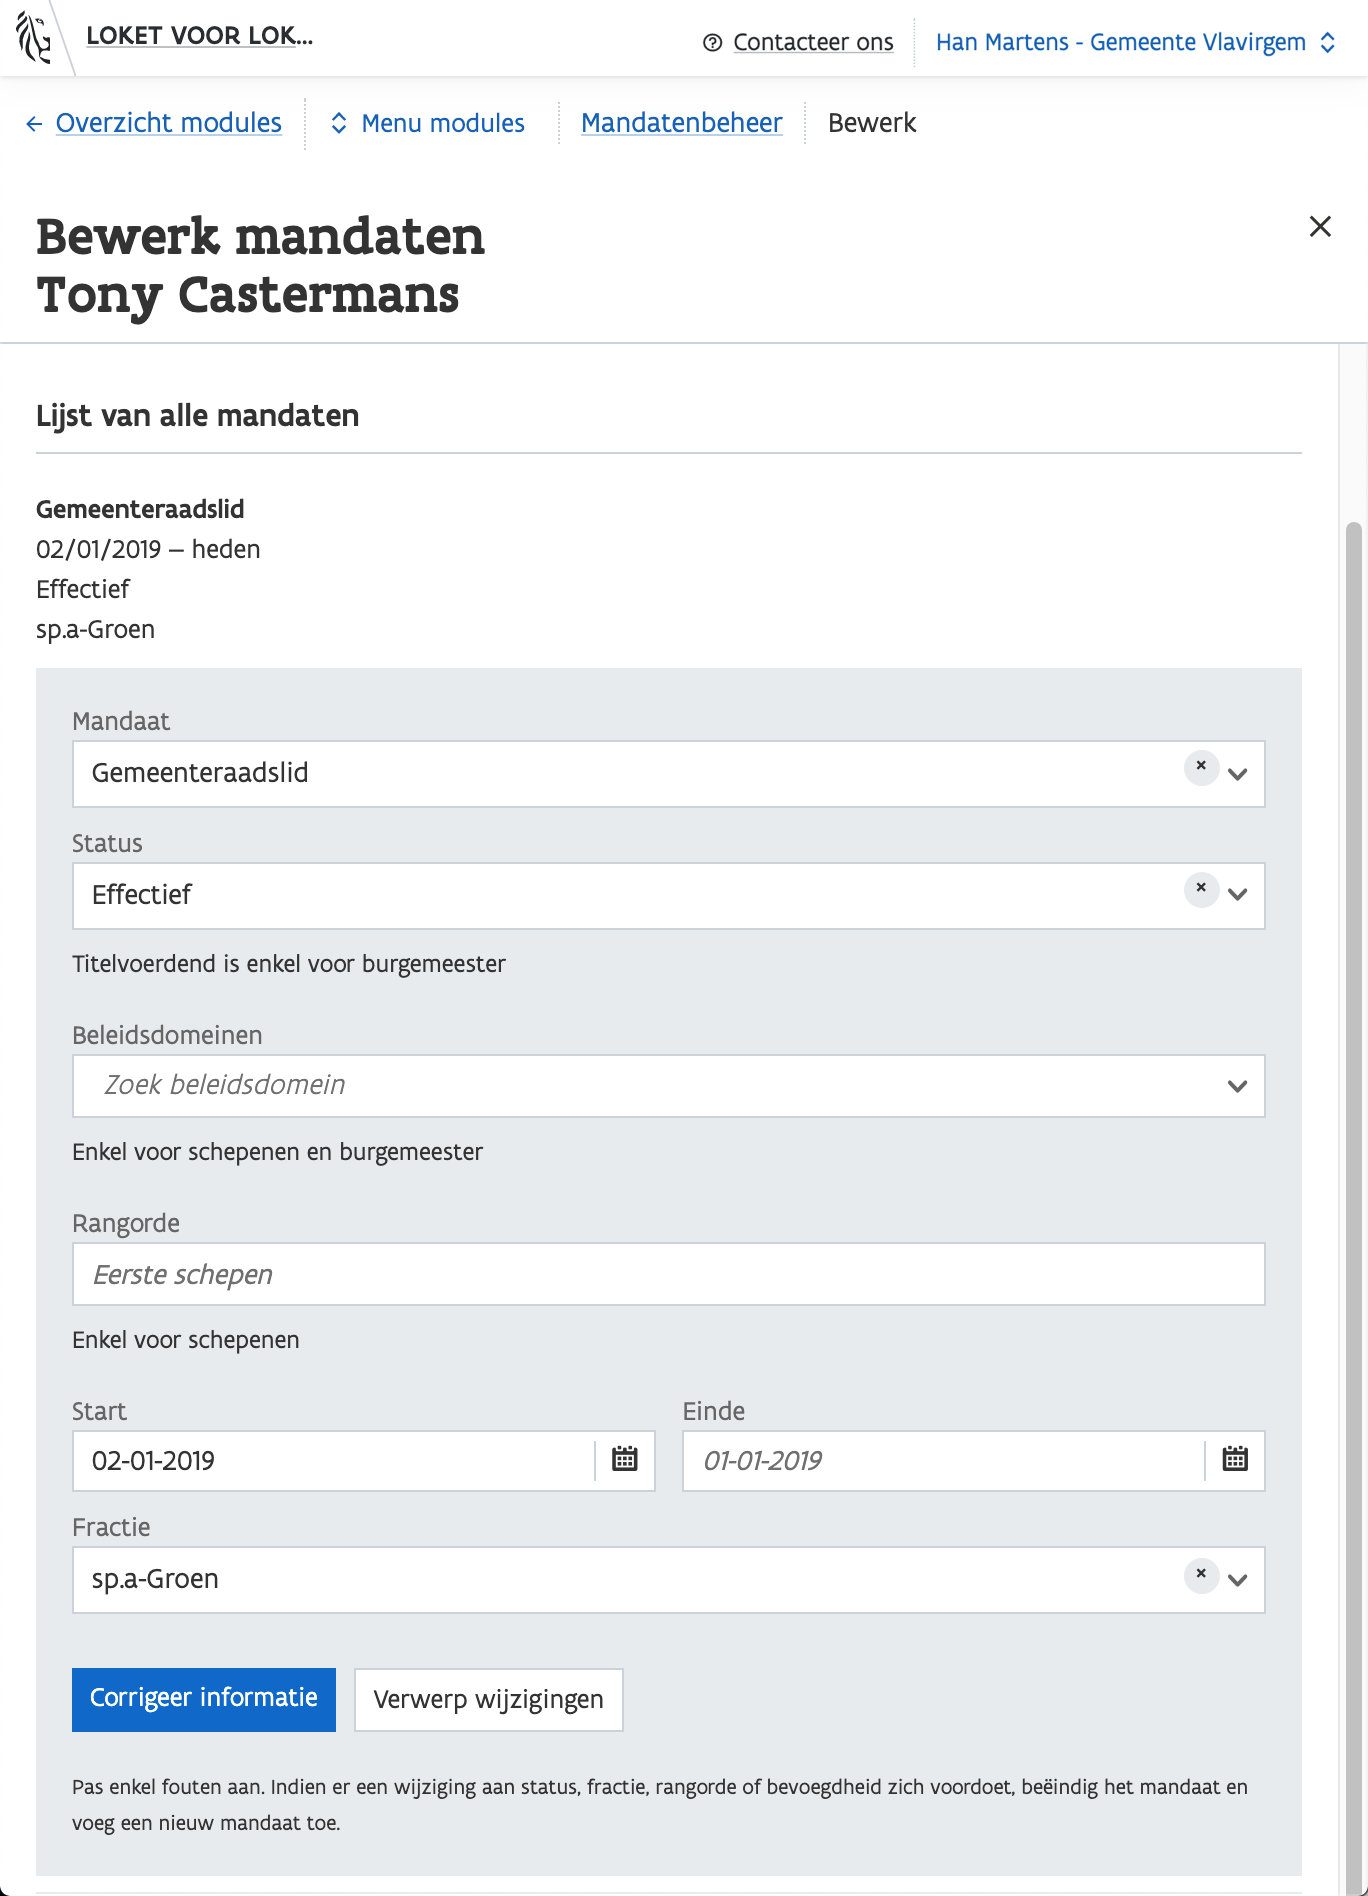 LOKET VOOR LOK...
Contacteer ons
Han Martens - Gemeente Vlavirgem
Overzicht modules
Menu modules
Mandatenbeheer
Bewerk
Bewerk mandaten
Tony Castermans
Lijst van alle mandaten
Gemeenteraadslid
02/01/2019 – heden
Effectief
sp.a-Groen
Mandaat
Gemeenteraadslid
Status
Effectief
Titelvoerdend is enkel voor burgemeester
Beleidsdomeinen
Zoek beleidsdomein
Enkel voor schepenen en burgemeester
Rangorde
Eerste schepen
Enkel voor schepenen
Start
Einde
02-01-2019
01-01-2019
Fractie
sp.a-Groen
Corrigeer informatie
Verwerp wijzigingen
Pas enkel fouten aan. Indien er een wijziging aan status, fractie, rangorde of bevoegdheid zich voordoet, beëindig het mandaat en
voeg een nieuw mandaat toe.